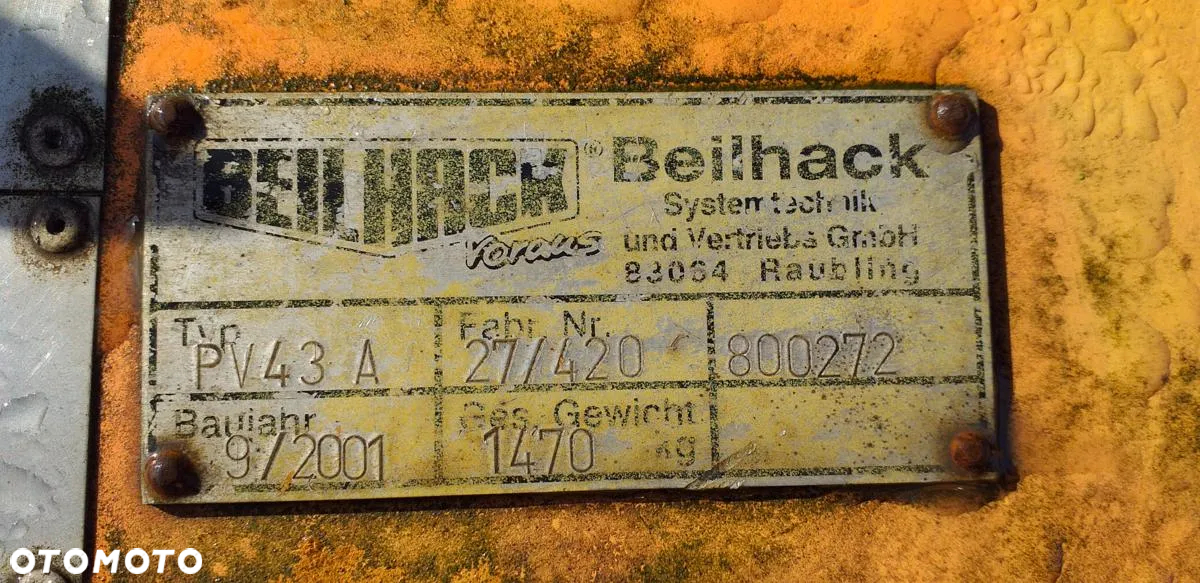 BEILHACK®
voraus
Beilhack
Systemtechnik
und Vertriebs GmbH
83064 Raubling
Typ
PV43 A
Fabr. Nr.
27/420
800272
Baujahr
9/2001
Ges. Gewicht
1470 kg
OTOMOTO